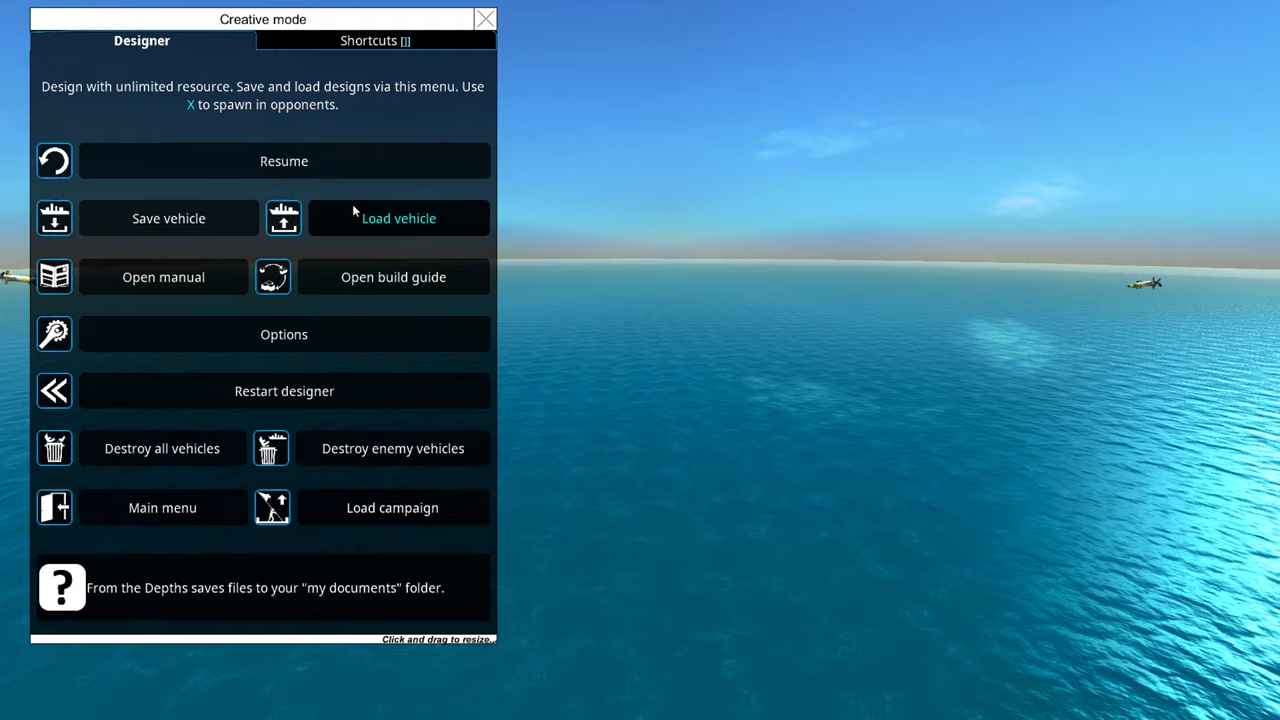 Creative mode
Designer
Shortcuts []]
Design with unlimited resource. Save and load designs via this menu. Use
X to spawn in opponents.
Resume
Save vehicle
Load vehicle
Open manual
Open build guide
Options
Restart designer
Destroy all vehicles
Destroy enemy vehicles
Main menu
Load campaign
? From the Depths saves files to your "my documents" folder.
Click and drag to resize..